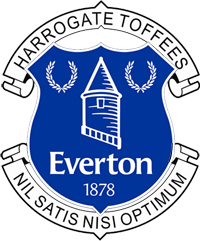 HARROGATE TOFFEES
Everton
1878
NIL SATIS NISI OPTIMUM